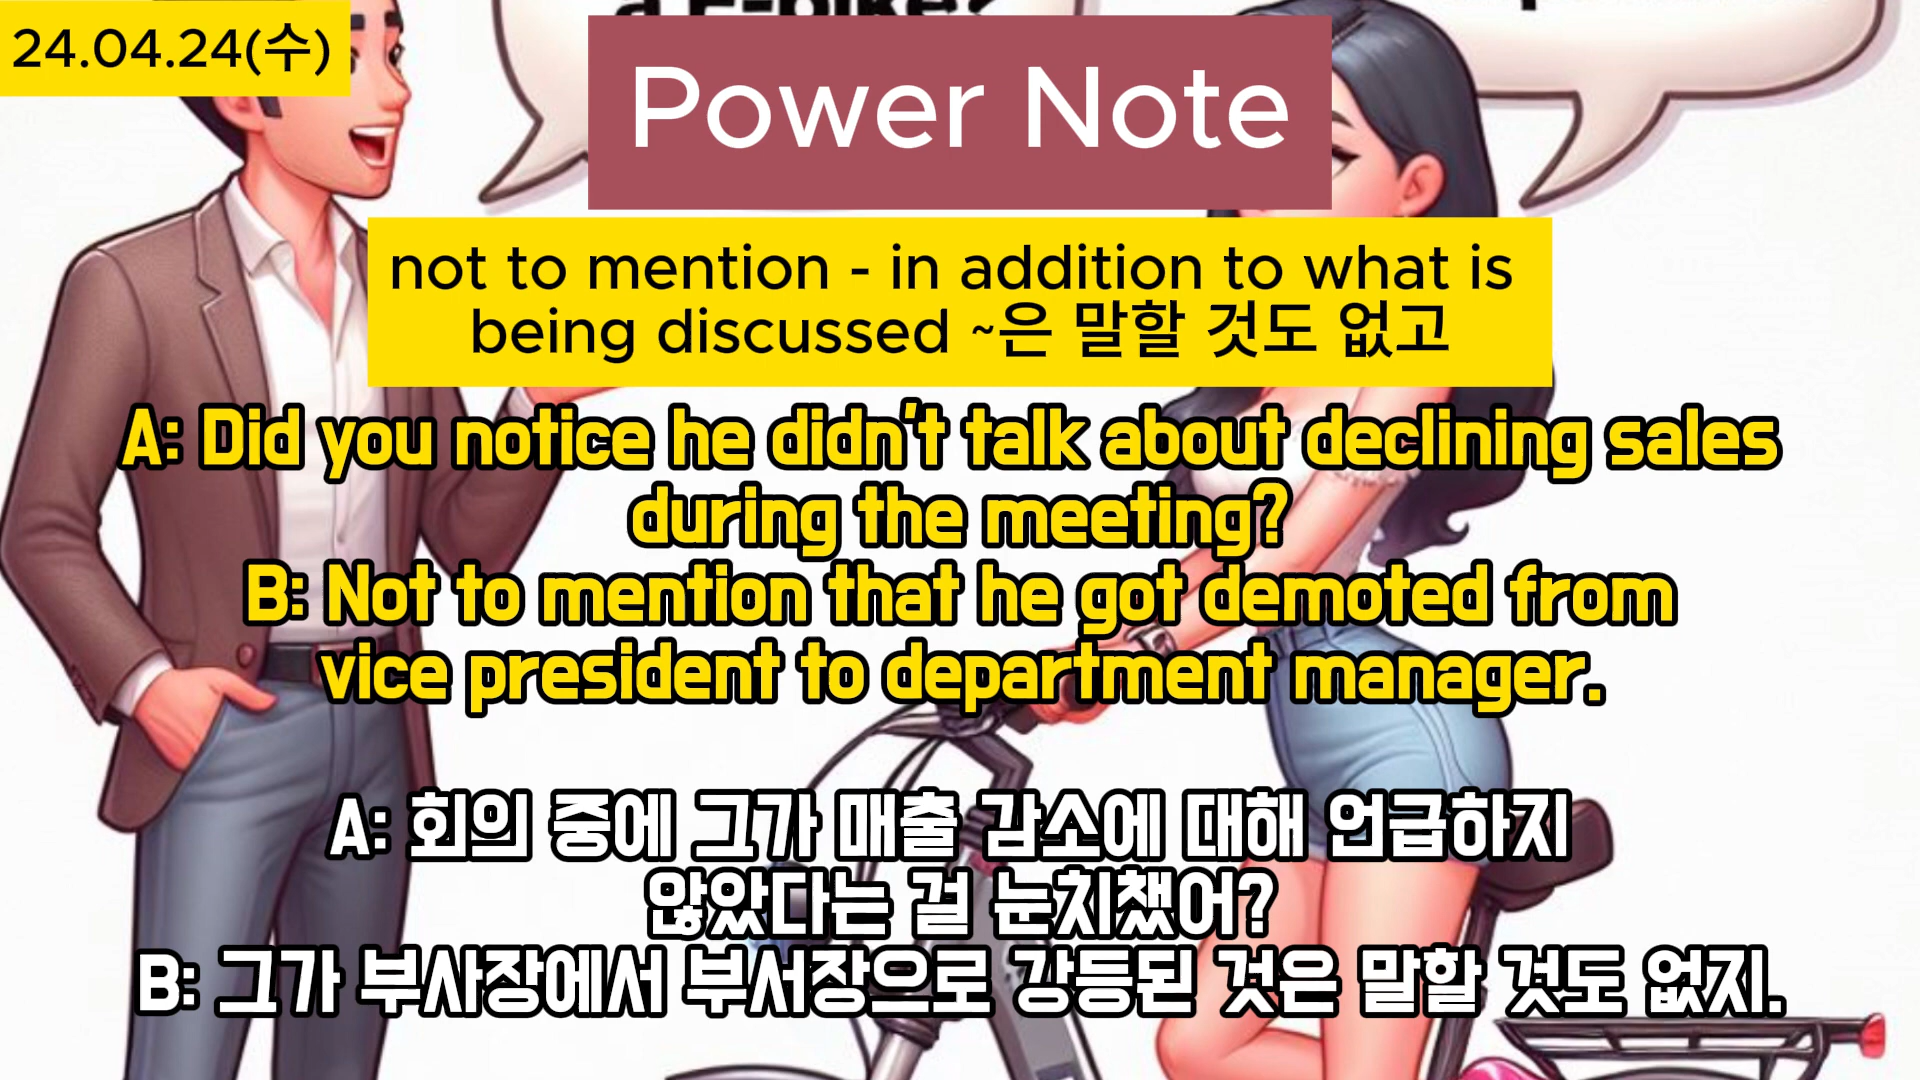 24.04.24(수)
Power Note
not to mention - in addition to what is
being discussed ~은 말할 것도 없고
A: Did you notice he didn't talk about declining sales
during the meeting?
B: Not to mention that he got demoted from
vice president to department manager.
A: 회의 중에 그가 매출 감소에 대해 언급하지
않았다는 걸 눈치챘어?
B: 그가 부사장에서 부서장으로 강등된 것은 말할 것도 없지.